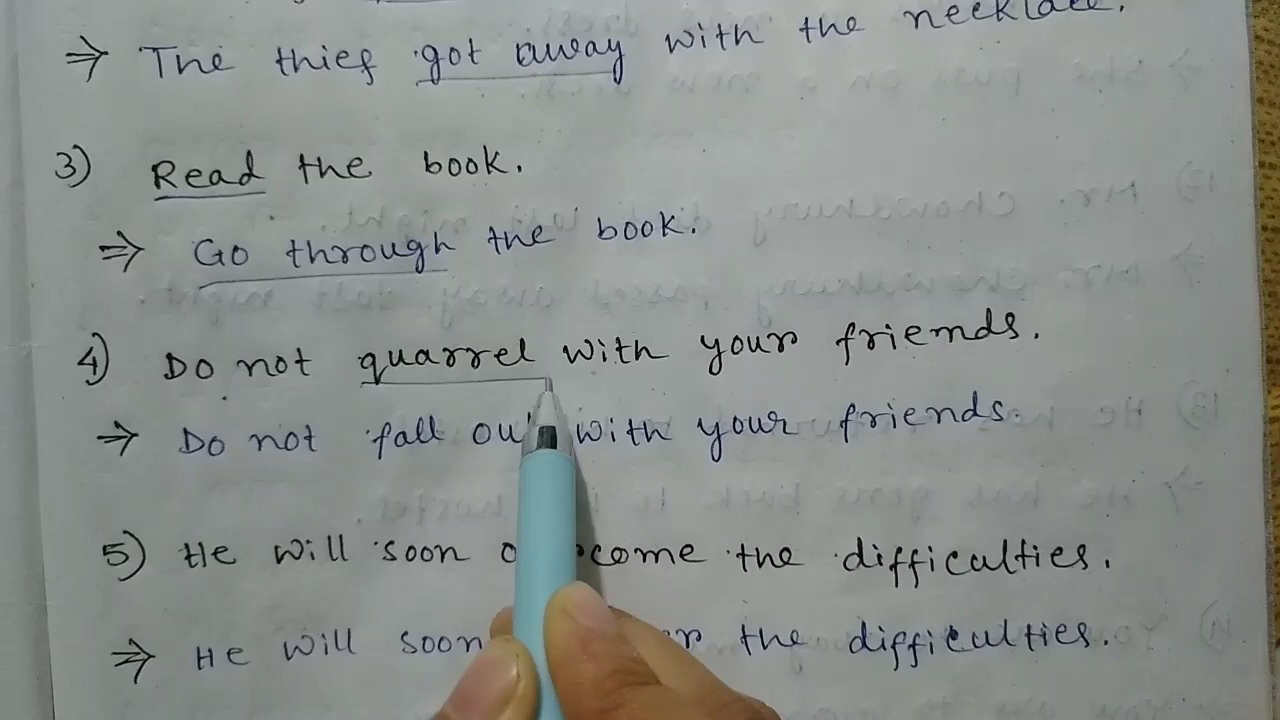 ⇒ The thief got away with the necklace.
3) Read the book.
⇒ Go through the book.
4) Do not quarrel with your friends.
⇒ Do not fall out with your friends.
5) He will soon the difficulties.
⇒ He will soon the difficulties.